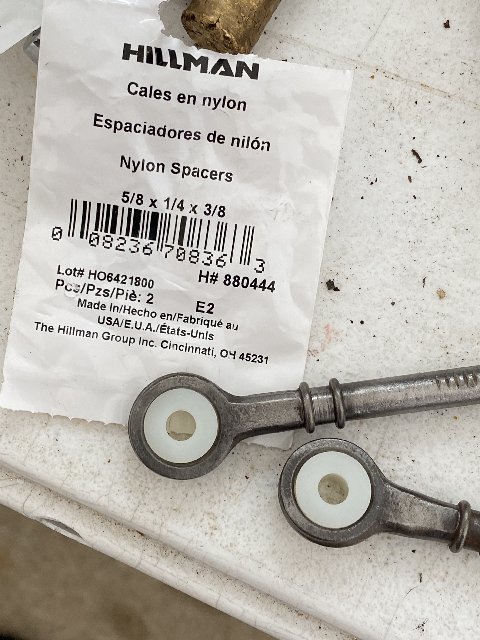 HILLMAN
Cales en nylon
Espaciadores de nilón
Nylon Spacers
5/8 x 1/4 x 3/8
0 08236 70836 3
Lot# HO6421800 H# 880444
Pcs/Pzs/Piè: 2 E2
Made in/Hecho en/Fabriqué au
USA/E.U.A./États-Unis
The Hillman Group Inc. Cincinnati, OH 45231